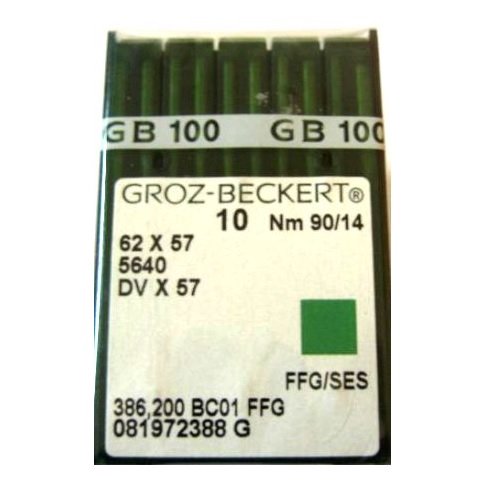 GB 100 GB 100
GROZ-BECKERT®
10 Nm 90/14
62 X 57
5640
DV X 57
FFG/SES
386,200 BC01 FFG
081972388 G